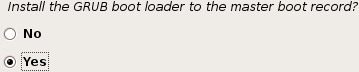 Install the GRUB boot loader to the master boot record?
No
Yes